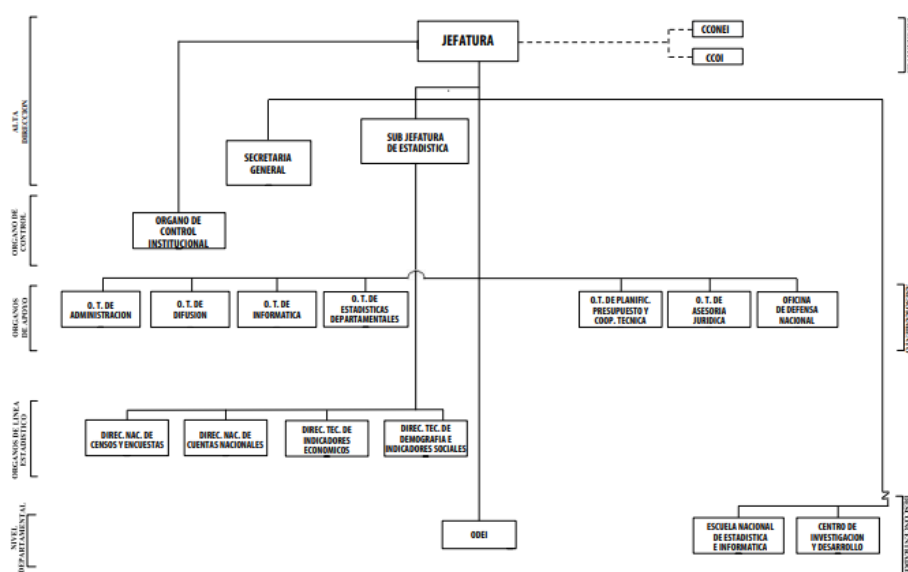 JEFATURA
CCONEI
CCOI
ALTA
DIRECCION
SUB JEFATURA
DE ESTADISTICA
SECRETARIA
GENERAL
ORGANO DE
CONTROL
ORGANO DE
CONTROL
INSTITUCIONAL
ORGANOS
DE APOYO
O. T. DE
ADMINISTRACION
O. T. DE
DIFUSION
O. T. DE
INFORMATICA
O. T. DE
ESTADISTICAS
DEPARTAMENTALES
O.T. DE PLANIFIC.
PRESUPUESTO Y
COOP. TECNICA
O. T. DE
ASESORIA
JURIDICA
OFICINA
DE DEFENSA
NACIONAL
ORGANOS DE LINEA
ESTADISTICO
DIREC. NAC. DE
CENSOS Y ENCUESTAS
DIREC. NAC. DE
CUENTAS NACIONALES
DIREC. TEC. DE
INDICADORES
ECONOMICOS
DIREC. TEC. DE
DEMOGRAFIA E
INDICADORES SOCIALES
NIVEL
DEPARTAMENTAL
ODEI
ESCUELA NACIONAL
DE ESTADISTICA
E INFORMATICA
CENTRO DE
INVESTIGACION
Y DESARROLLO